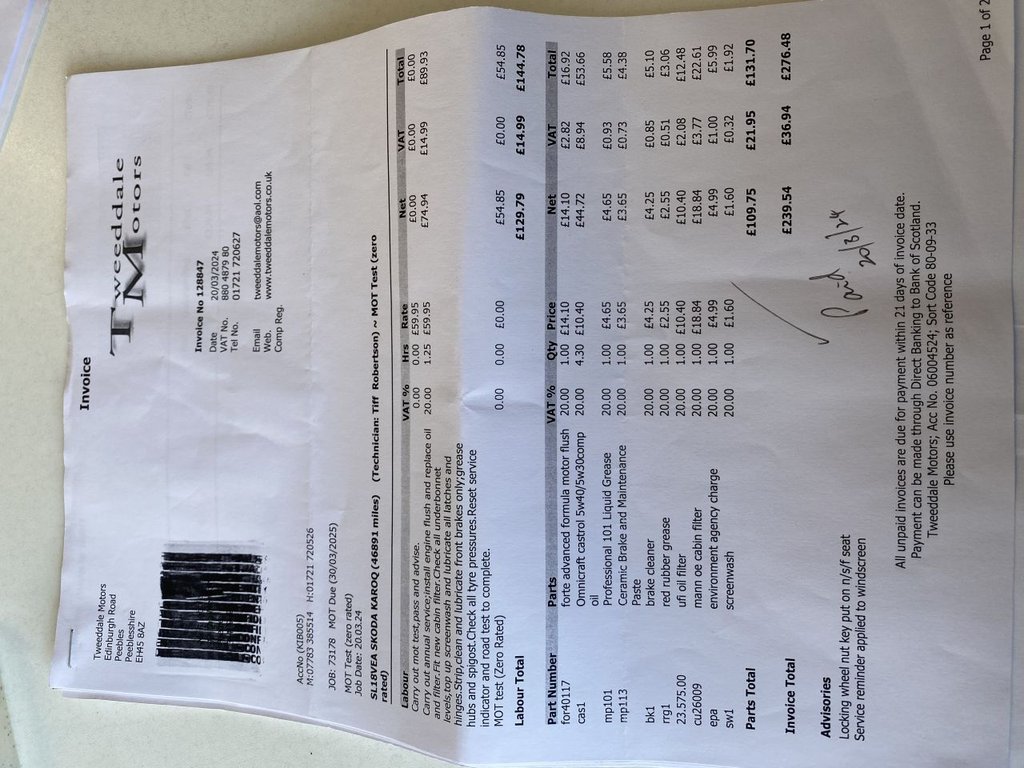 Invoice
Tweeddale Motors
Edinburgh Road
Peebles
Peeblesshire
EH45 8AZ
Tweeddale
Motors
Invoice No 128847
Date 20/03/2024
VAT No. 880 4879 80
Tel No. 01721 720627
Email tweeddalemotors@aol.com
Web. www.tweeddalemotors.co.uk
Comp Reg.
AccNo (KIB005)
M:07783 385514 H:01721 720526
JOB: 73178 MOT Due (30/03/2025)
MOT Test (zero rated)
Job Date: 20.03.24
SL18VEA SKODA KAROQ (46891 miles) (Technician: Tiff Robertson) ~ MOT Test (zero
rated)
Labour VAT % Hrs Rate Net VAT Total
Carry out mot test,pass and advise. 0.00 0.00 £59.95 £0.00 £0.00 £0.00
Carry out annual service;install engine flush and replace oil 20.00 1.25 £59.95 £74.94 £14.99 £89.93
and filter.Fit new cabin filter.Check all underbonnet
levels,top up screenwash and lubricate all latches and
hinges.Strip,clean and lubricate front brakes only;grease
hubs and spigost.Check all tyre pressures.Reset service
indicator and road test to complete.
MOT test (Zero Rated) 0.00 0.00 £0.00 £54.85 £0.00 £54.85
Labour Total £129.79 £14.99 £144.78
Part Number Parts VAT % Qty Price Net VAT Total
for40117 forte advanced formula motor flush 20.00 1.00 £14.10 £14.10 £2.82 £16.92
cas1 Omnicraft castrol 5w40/5w30comp 20.00 4.30 £10.40 £44.72 £8.94 £53.66
oil
mp101 Professional 101 Liquid Grease 20.00 1.00 £4.65 £4.65 £0.93 £5.58
mp113 Ceramic Brake and Maintenance 20.00 1.00 £3.65 £3.65 £0.73 £4.38
Paste
bk1 brake cleaner 20.00 1.00 £4.25 £4.25 £0.85 £5.10
rrg1 red rubber grease 20.00 1.00 £2.55 £2.55 £0.51 £3.06
23.575.00 ufi oil filter 20.00 1.00 £10.40 £10.40 £2.08 £12.48
cu26009 mann oe cabin filter 20.00 1.00 £18.84 £18.84 £3.77 £22.61
epa environment agency charge 20.00 1.00 £4.99 £4.99 £1.00 £5.99
sw1 screenwash 20.00 1.00 £1.60 £1.60 £0.32 £1.92
Parts Total £109.75 £21.95 £131.70
Invoice Total £239.54 £36.94 £276.48
Advisories
Locking wheel nut key put on n/s/f seat
Service reminder applied to windscreen
Paid
20/3/24
All unpaid invoices are due for payment within 21 days of invoice date.
Payment can be made through Direct Banking to Bank of Scotland.
Tweeddale Motors; Acc No. 06004524; Sort Code 80-09-33
Please use invoice number as reference
Page 1 of 2